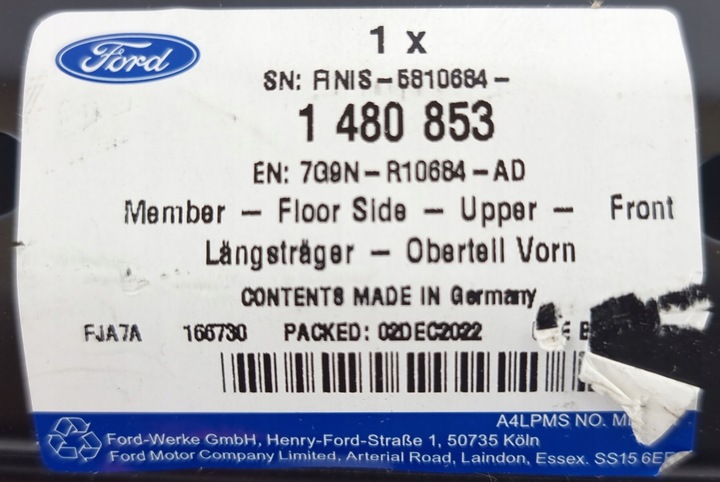 Ford
1 x
SN: FINIS-5810684-
1 480 853
EN: 7G9N-R10684-AD
Member - Floor Side - Upper - Front
Längsträger - Oberteil Vorn
CONTENTS MADE IN Germany
FJA7A 166730 PACKED: 02DEC2022
A4LPMS NO.
Ford-Werke GmbH, Henry-Ford-Straße 1, 50735 Köln
Ford Motor Company Limited, Arterial Road, Laindon, Essex. SS15 6EE